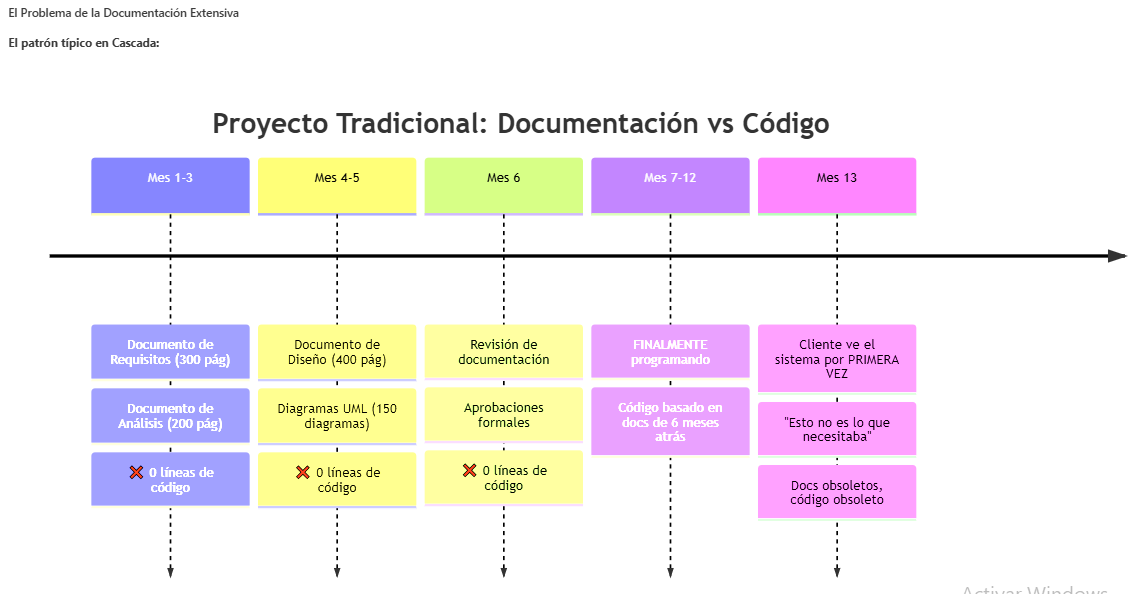 El Problema de la Documentación Extensiva
El patrón típico en Cascada:
Proyecto Tradicional: Documentación vs Código
Mes 1-3
Mes 4-5
Mes 6
Mes 7-12
Mes 13
Documento de
Requisitos (300 pág)
Documento de
Análisis (200 pág)
❌ 0 líneas de
código
Documento de
Diseño (400 pág)
Diagramas UML (150
diagramas)
❌ 0 líneas de
código
Revisión de
documentación
Aprobaciones
formales
❌ 0 líneas de
código
FINALMENTE
programando
Código basado en
docs de 6 meses
atrás
Cliente ve el
sistema por PRIMERA
VEZ
"Esto no es lo que
necesitaba"
Docs obsoletos,
código obsoleto
Activar Windows